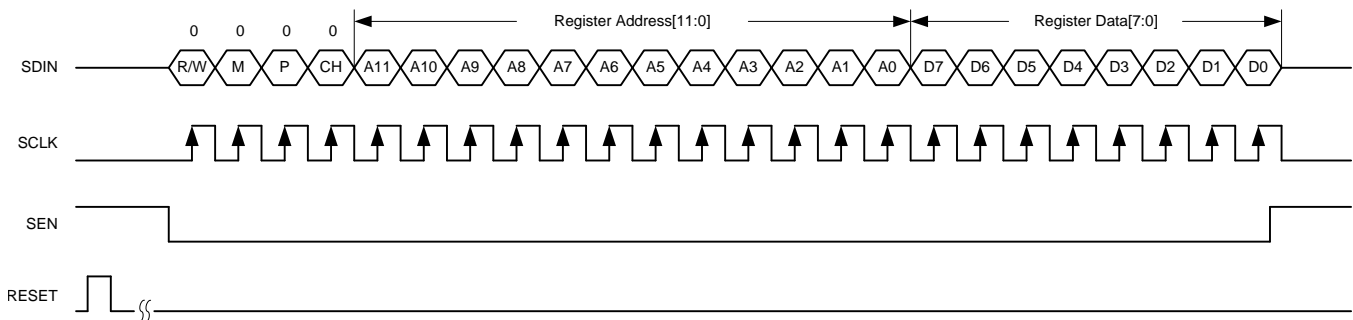 0 0 0 0 Register Address[11:0] Register Data[7:0]
SDIN R/W M P CH A11 A10 A9 A8 A7 A6 A5 A4 A3 A2 A1 A0 D7 D6 D5 D4 D3 D2 D1 D0
SCLK
SEN
RESET